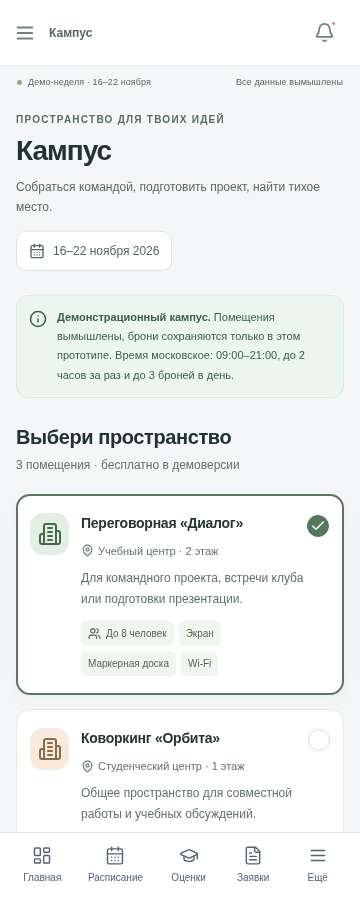 Кампус
Демо-неделя · 16–22 ноября
Все данные вымышлены
ПРОСТРАНСТВО ДЛЯ ТВОИХ ИДЕЙ
Кампус
Собраться командой, подготовить проект, найти тихое
место.
16–22 ноября 2026
Демонстрационный кампус. Помещения
вымышлены, брони сохраняются только в этом
прототипе. Время московское: 09:00–21:00, до 2
часов за раз и до 3 броней в день.
Выбери пространство
3 помещения · бесплатно в демоверсии
Переговорная «Диалог»
Учебный центр · 2 этаж
Для командного проекта, встречи клуба
или подготовки презентации.
До 8 человек
Экран
Маркерная доска
Wi-Fi
Коворкинг «Орбита»
Студенческий центр · 1 этаж
Общее пространство для совместной
работы и учебных обсуждений.
Главная
Расписание
Оценки
Заявки
Ещё